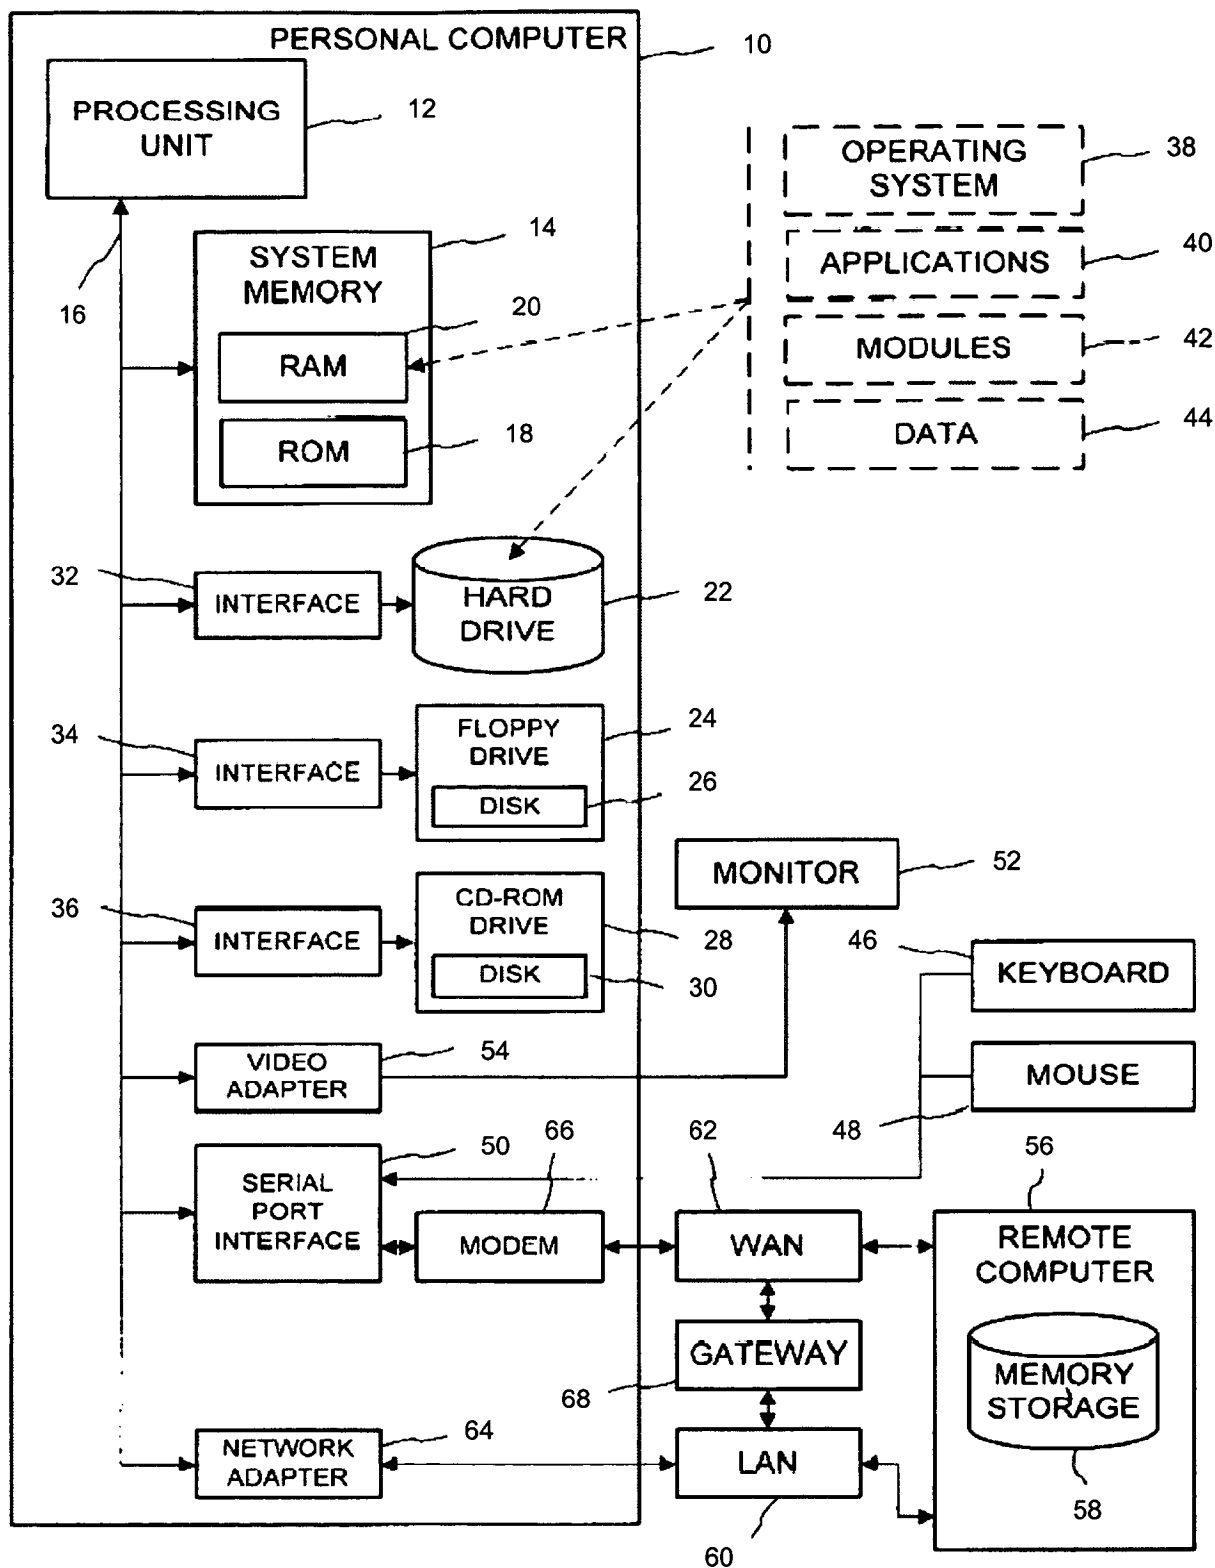 PERSONAL COMPUTER
10
PROCESSING
UNIT
12
OPERATING
SYSTEM
38
14
SYSTEM
MEMORY
16
APPLICATIONS
40
20
RAM
MODULES
42
18
ROM
DATA
44
32
INTERFACE
HARD
DRIVE
22
34
INTERFACE
FLOPPY
DRIVE
24
DISK
26
MONITOR
52
36
INTERFACE
CD-ROM
DRIVE
28
DISK
30
46
KEYBOARD
VIDEO
ADAPTER
54
MOUSE
48
50
66
62
56
SERIAL
PORT
INTERFACE
MODEM
WAN
REMOTE
COMPUTER
GATEWAY
68
MEMORY
STORAGE
58
NETWORK
ADAPTER
64
LAN
60